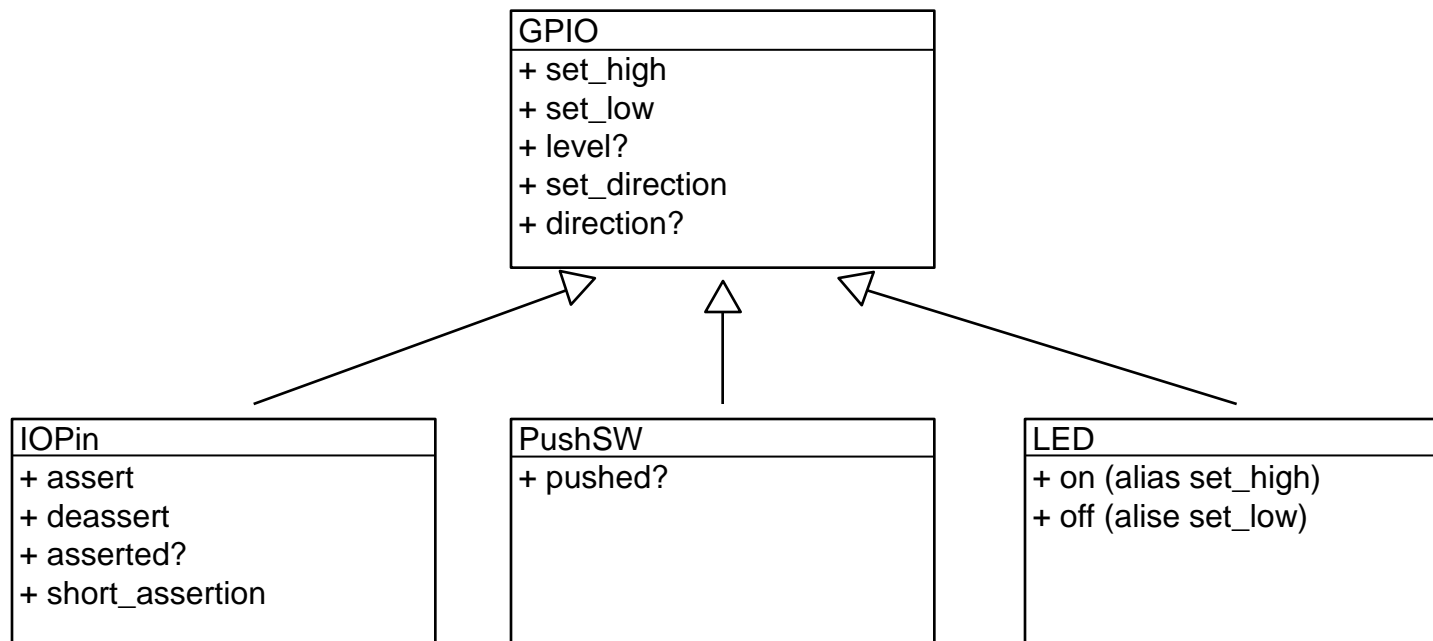 GPIO
+ set_high
+ set_low
+ level?
+ set_direction
+ direction?
IOPin
+ assert
+ deassert
+ asserted?
+ short_assertion
PushSW
+ pushed?
LED
+ on (alias set_high)
+ off (alise set_low)